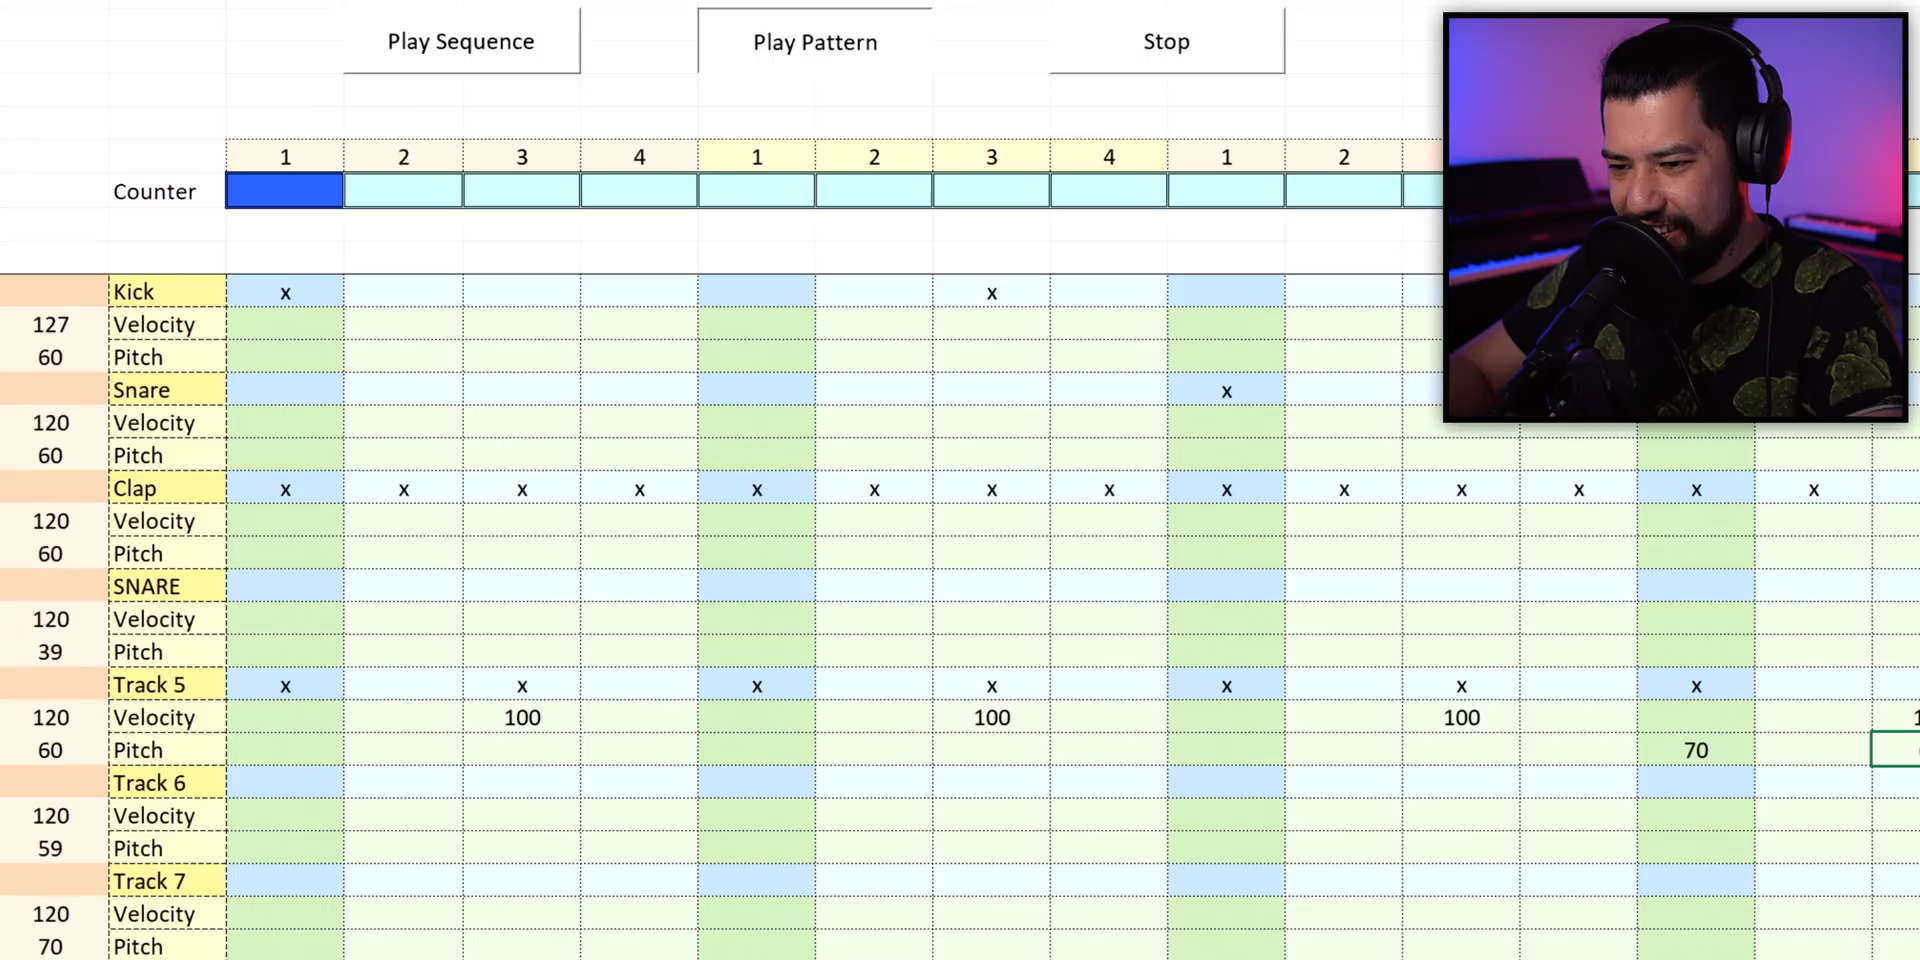 Play Sequence Play Pattern Stop
1 2 3 4 1 2 3 4 1 2
Counter
Kick x x
127 Velocity
60 Pitch
Snare x
120 Velocity
60 Pitch
Clap x x x x x x x x x x x x x x
120 Velocity
60 Pitch
SNARE
120 Velocity
39 Pitch
Track 5 x x x x x x x
120 Velocity 100 100 100
60 Pitch 70
Track 6
120 Velocity
59 Pitch
Track 7
120 Velocity
70 Pitch